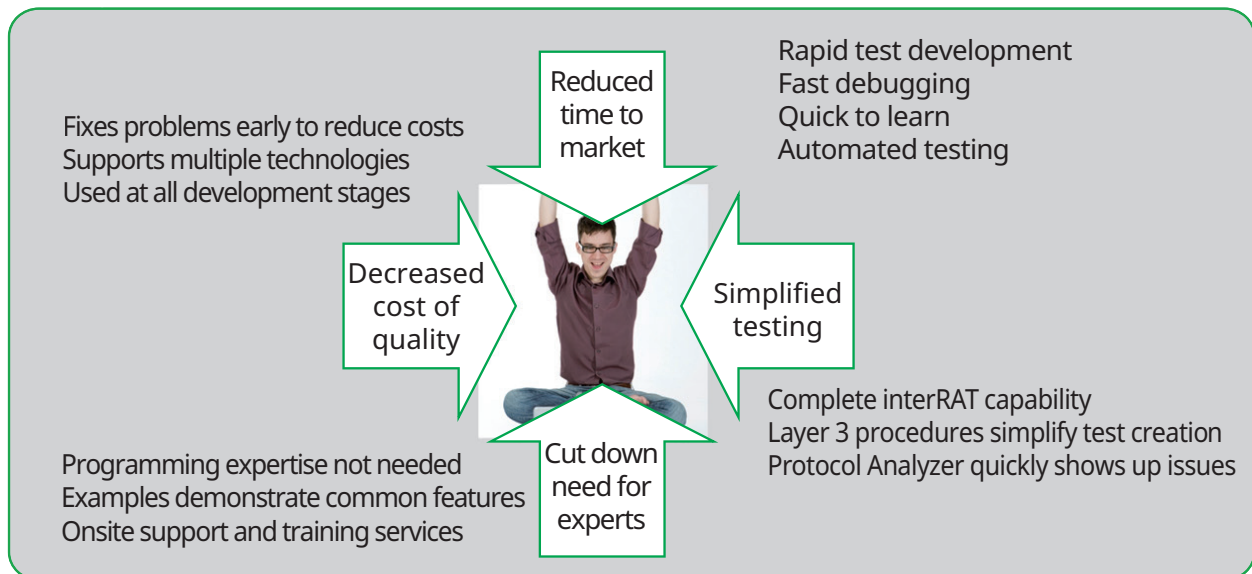 Reduced
time to
market
Rapid test development
Fast debugging
Quick to learn
Automated testing
Fixes problems early to reduce costs
Supports multiple technologies
Used at all development stages
Decreased
cost of
quality
Simplified
testing
Complete interRAT capability
Layer 3 procedures simplify test creation
Protocol Analyzer quickly shows up issues
Programming expertise not needed
Examples demonstrate common features
Onsite support and training services
Cut down
need for
experts